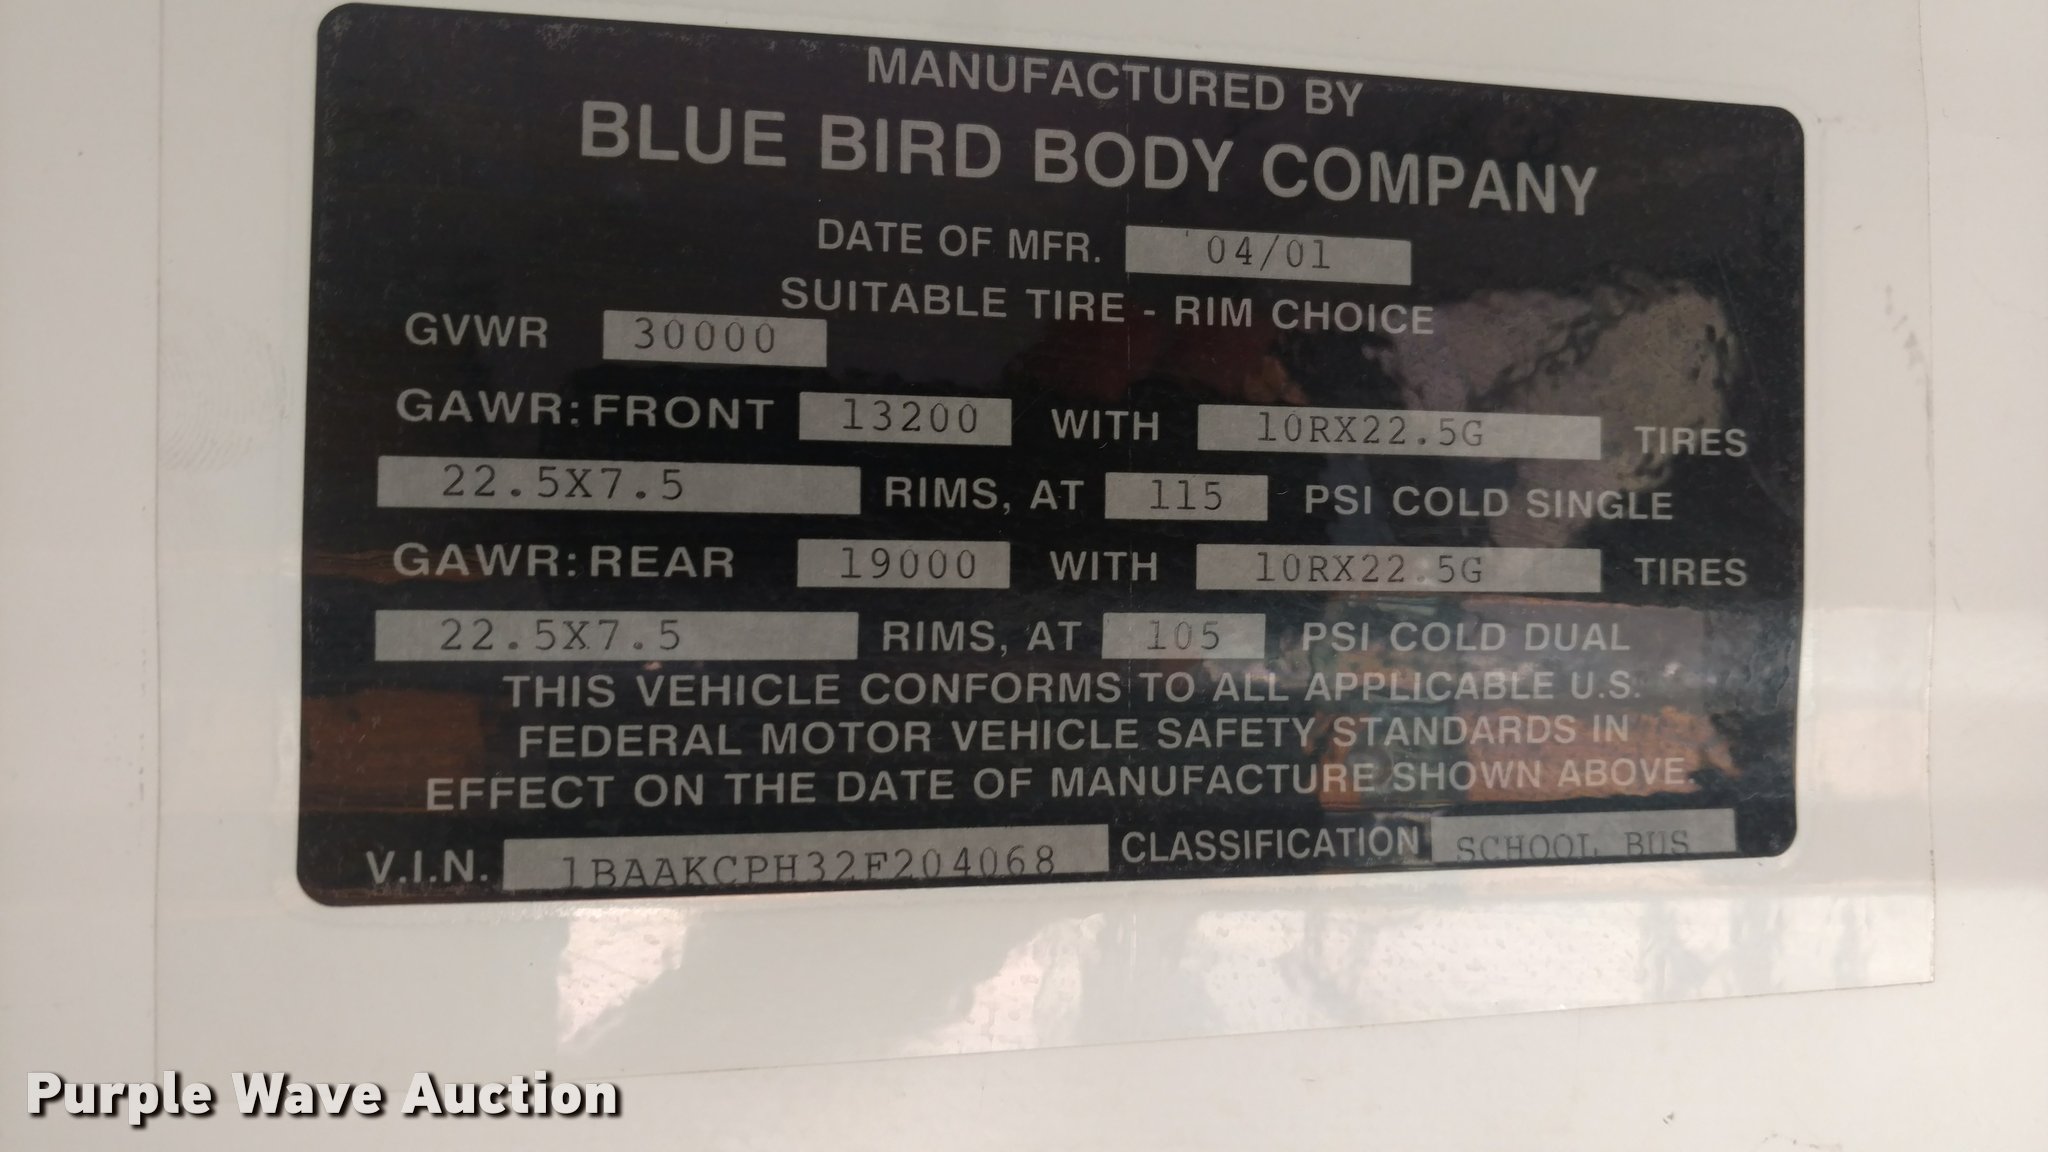 MANUFACTURED BY
BLUE BIRD BODY COMPANY
DATE OF MFR. 04/01
SUITABLE TIRE - RIM CHOICE
GVWR 30000
GAWR: FRONT 13200 WITH 10RX22.5G TIRES
22.5X7.5 RIMS, AT 115 PSI COLD SINGLE
GAWR: REAR 19000 WITH 10RX22.5G TIRES
22.5X7.5 RIMS, AT 105 PSI COLD DUAL
THIS VEHICLE CONFORMS TO ALL APPLICABLE U.S.
FEDERAL MOTOR VEHICLE SAFETY STANDARDS IN
EFFECT ON THE DATE OF MANUFACTURE SHOWN ABOVE.
V.I.N. 1BAAKCPH32F204068 CLASSIFICATION SCHOOL BUS
Purple Wave Auction